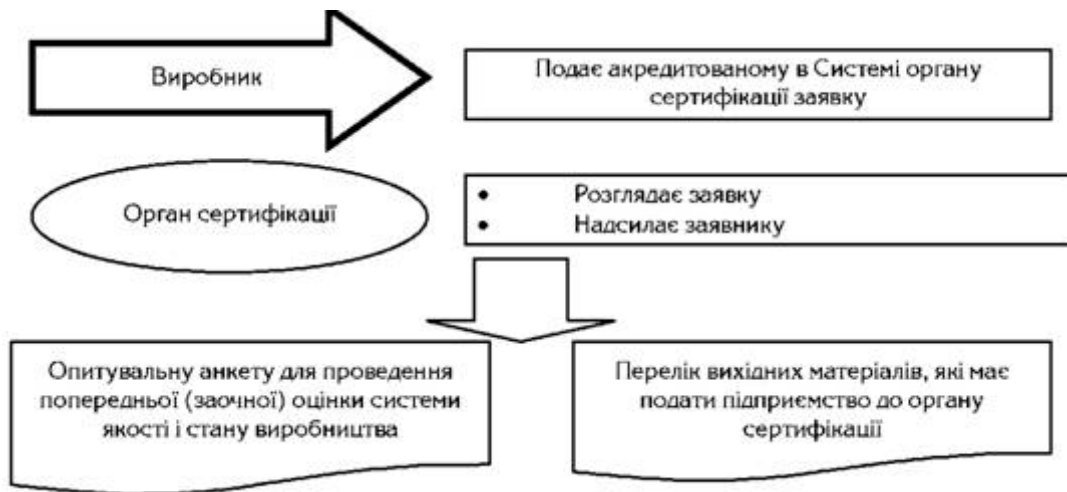 Виробник
Подає акредитованому в Системі органу
сертифікації заявку
Орган сертифікації
• Розглядає заявку
• Надсилає заявнику
Опитувальну анкету для проведення
попередньої (заочної) оцінки системи
якості і стану виробництва
Перелік вихідних матеріалів, які має
подати підприємство до органу
сертифікації